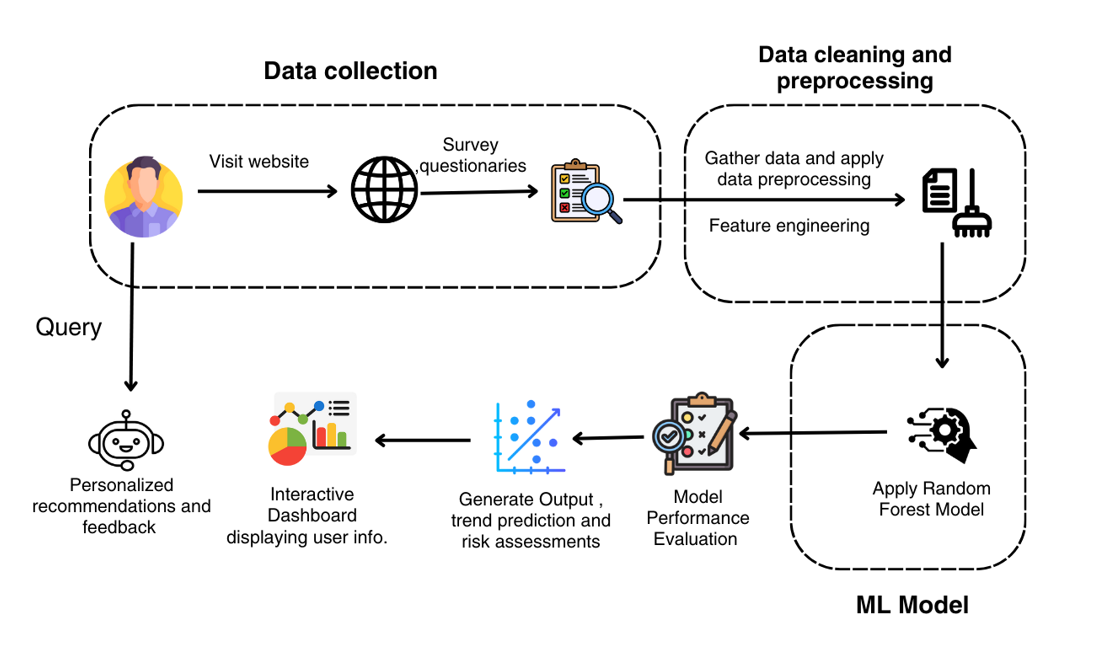 Data collection
Data cleaning and
preprocessing
Visit website
Survey
,questionaries
Gather data and apply
data preprocessing
Feature engineering
Query
Personalized
recommendations and
feedback
Interactive
Dashboard
displaying user info.
Generate Output ,
trend prediction and
risk assessments
Model
Performance
Evaluation
Apply Random
Forest Model
ML Model